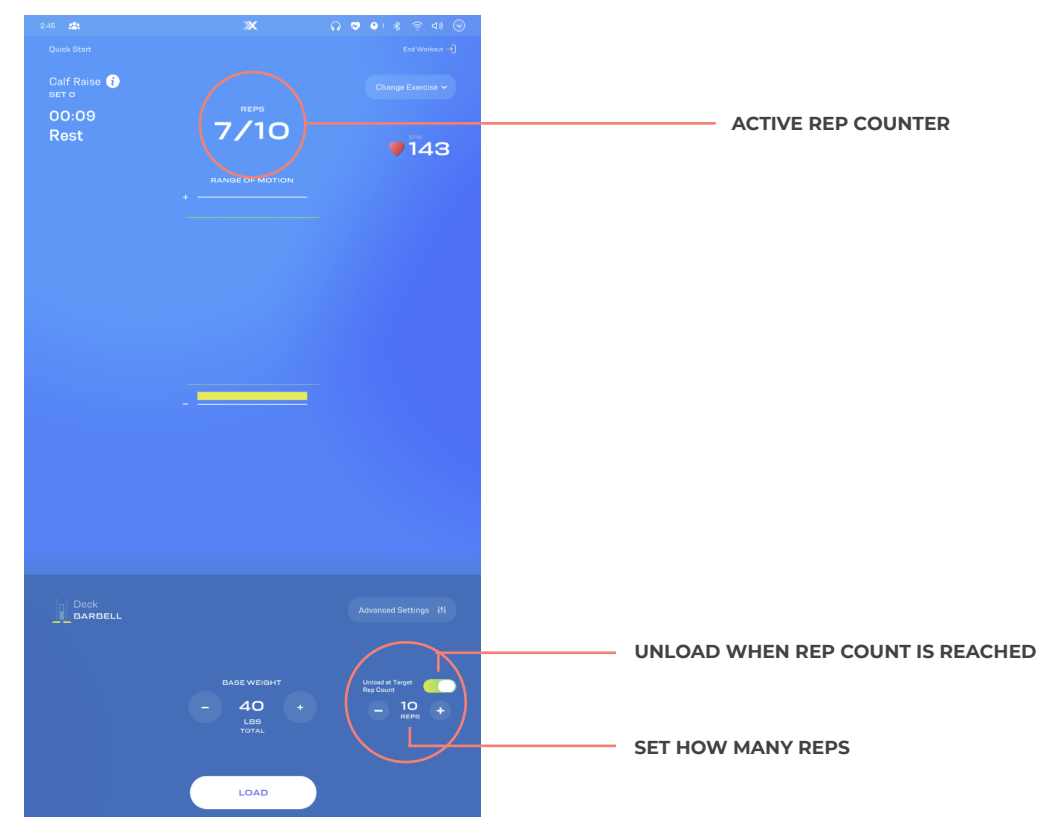 2:45
1
Quick Start
End Workout
Calf Raise
SET 0
Change Exercise
00:09
Rest
REPS
7/10
ACTIVE REP COUNTER
BPM
143
RANGE OF MOTION
+
–
Dock
BARBELL
Advanced Settings
UNLOAD WHEN REP COUNT IS REACHED
BASE WEIGHT
Unload at Target
Rep Count
– 40 +
LBS
TOTAL
– 10 +
REPS
SET HOW MANY REPS
LOAD